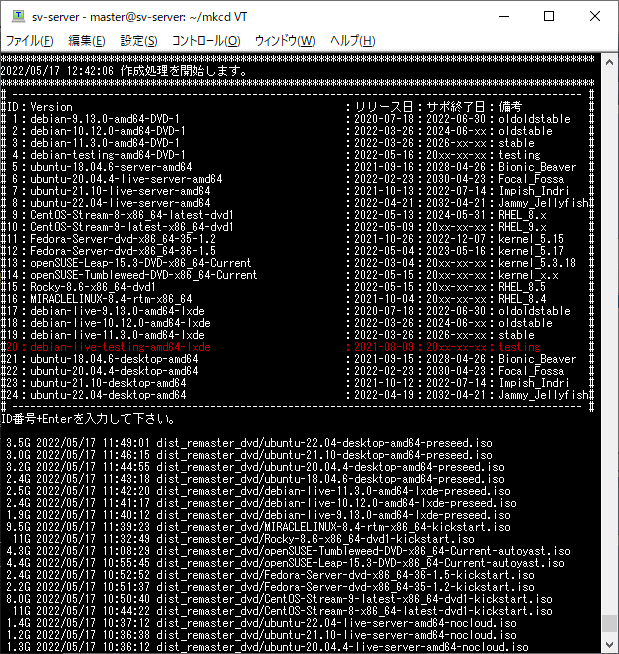 sv-server - master@sv-server: ~/mkcd VT
ファイル(F) 編集(E) 設定(S) コントロール(O) ウィンドウ(W) ヘルプ(H)
*******************************************************************************
2022/05/17 12:42:06 作成処理を開始します。
*******************************************************************************
#-----------------------------------------------------------------------------#
#ID：Version ：リリース日：サポ終了日：備考 #
# 1：debian-9.13.0-amd64-DVD-1 ：2020-07-18：2022-06-30：oldoldstable #
# 2：debian-10.12.0-amd64-DVD-1 ：2022-03-26：2024-06-xx：oldstable #
# 3：debian-11.3.0-amd64-DVD-1 ：2022-03-26：2026-xx-xx：stable #
# 4：debian-testing-amd64-DVD-1 ：2022-05-16：20xx-xx-xx：testing #
# 5：ubuntu-18.04.6-server-amd64 ：2021-09-16：2028-04-26：Bionic_Beaver #
# 6：ubuntu-20.04.4-live-server-amd64 ：2022-02-23：2030-04-23：Focal_Fossa #
# 7：ubuntu-21.10-live-server-amd64 ：2021-10-13：2022-07-14：Impish_Indri #
# 8：ubuntu-22.04-live-server-amd64 ：2022-04-21：2032-04-21：Jammy_Jellyfish#
# 9：CentOS-Stream-8-x86_64-latest-dvd1 ：2022-05-13：2024-05-31：RHEL_8.x #
#10：CentOS-Stream-9-latest-x86_64-dvd1 ：2022-05-09：20xx-xx-xx：RHEL_9.x #
#11：Fedora-Server-dvd-x86_64-35-1.2 ：2021-10-26：2022-12-07：kernel_5.15 #
#12：Fedora-Server-dvd-x86_64-36-1.5 ：2022-05-04：2023-05-16：kernel_5.17 #
#13：openSUSE-Leap-15.3-DVD-x86_64-Current ：2022-05-06：20xx-xx-xx：kernel_5.3.18 #
#14：openSUSE-Tumbleweed-DVD-x86_64-Current ：2022-05-15：20xx-xx-xx：kernel_x.x #
#15：Rocky-8.6-x86_64-dvd1 ：2022-05-15：20xx-xx-xx：RHEL_8.5 #
#16：MIRACLELINUX-8.4-rtm-x86_64 ：2021-10-04：20xx-xx-xx：RHEL_8.4 #
#17：debian-live-9.13.0-amd64-lxde ：2020-07-18：2022-06-30：oldoldstable #
#18：debian-live-10.12.0-amd64-lxde ：2022-03-26：2024-06-xx：oldstable #
#19：debian-live-11.3.0-amd64-lxde ：2022-03-26：2026-xx-xx：stable #
#20：debian-live-testing-amd64-lxde ：2021-08-09：20xx-xx-xx：testing #
#21：ubuntu-18.04.6-desktop-amd64 ：2021-09-15：2028-04-26：Bionic_Beaver #
#22：ubuntu-20.04.4-desktop-amd64 ：2022-02-23：2030-04-23：Focal_Fossa #
#23：ubuntu-21.10-desktop-amd64 ：2021-10-12：2022-07-14：Impish_Indri #
#24：ubuntu-22.04-desktop-amd64 ：2022-04-19：2032-04-21：Jammy_Jellyfish#
#-----------------------------------------------------------------------------#
ID番号+Enterを入力して下さい。
3.5G 2022/05/17 11:49:01 dist_remaster_dvd/ubuntu-22.04-desktop-amd64-preseed.iso
3.0G 2022/05/17 11:46:15 dist_remaster_dvd/ubuntu-21.10-desktop-amd64-preseed.iso
3.2G 2022/05/17 11:44:55 dist_remaster_dvd/ubuntu-20.04.4-desktop-amd64-preseed.iso
2.4G 2022/05/17 11:43:18 dist_remaster_dvd/ubuntu-18.04.6-desktop-amd64-preseed.iso
2.5G 2022/05/17 11:42:20 dist_remaster_dvd/debian-live-11.3.0-amd64-lxde-preseed.iso
2.4G 2022/05/17 11:41:17 dist_remaster_dvd/debian-live-10.12.0-amd64-lxde-preseed.iso
1.9G 2022/05/17 11:40:12 dist_remaster_dvd/debian-live-9.13.0-amd64-lxde-preseed.iso
9.5G 2022/05/17 11:39:23 dist_remaster_dvd/MIRACLELINUX-8.4-rtm-x86_64-kickstart.iso
11G 2022/05/17 11:32:49 dist_remaster_dvd/Rocky-8.6-x86_64-dvd1-kickstart.iso
4.3G 2022/05/17 11:08:29 dist_remaster_dvd/openSUSE-Tumbleweed-DVD-x86_64-Current-autoyast.iso
4.4G 2022/05/17 10:55:45 dist_remaster_dvd/openSUSE-Leap-15.3-DVD-x86_64-Current-autoyast.iso
2.4G 2022/05/17 10:52:52 dist_remaster_dvd/Fedora-Server-dvd-x86_64-36-1.5-kickstart.iso
2.2G 2022/05/17 10:51:37 dist_remaster_dvd/Fedora-Server-dvd-x86_64-35-1.2-kickstart.iso
8.0G 2022/05/17 10:50:40 dist_remaster_dvd/CentOS-Stream-9-latest-x86_64-dvd1-kickstart.iso
11G 2022/05/17 10:44:22 dist_remaster_dvd/CentOS-Stream-8-x86_64-latest-dvd1-kickstart.iso
1.4G 2022/05/17 10:37:12 dist_remaster_dvd/ubuntu-22.04-live-server-amd64-nocloud.iso
1.2G 2022/05/17 10:36:38 dist_remaster_dvd/ubuntu-21.10-live-server-amd64-nocloud.iso
1.3G 2022/05/17 10:36:12 dist_remaster_dvd/ubuntu-20.04.4-live-server-amd64-nocloud.iso